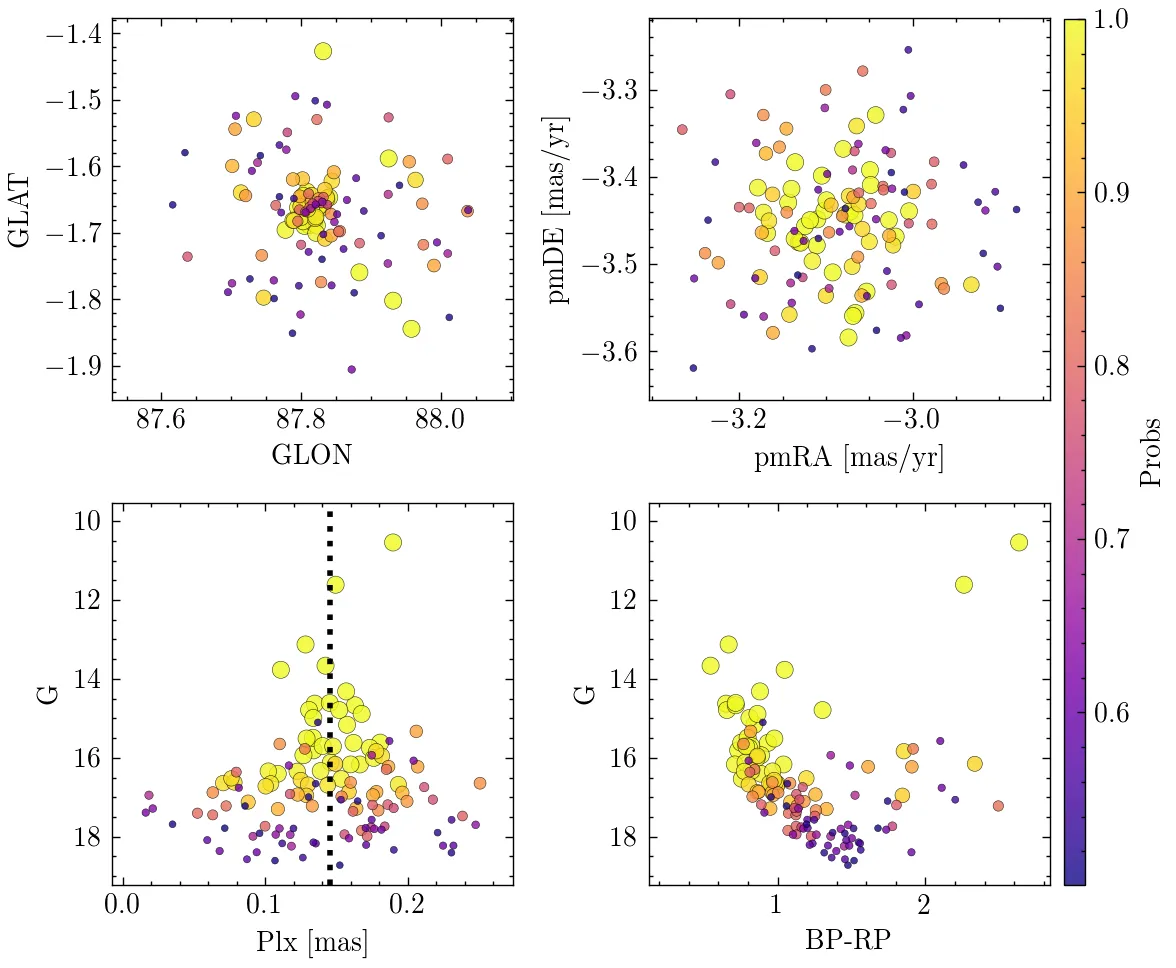 −1.4
−1.5
−1.6
−1.7
−1.8
−1.9
GLAT
87.6 87.8 88.0
GLON
−3.3
−3.4
−3.5
−3.6
pmDE [mas/yr]
−3.2 −3.0
pmRA [mas/yr]
10
12
14
16
18
G
0.0 0.1 0.2
Plx [mas]
10
12
14
16
18
G
1 2
BP-RP
1.0
0.9
0.8
0.7
0.6
Probs